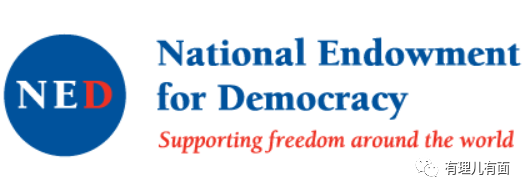 NED
National Endowment
for Democracy
Supporting freedom around the world
有理儿有面